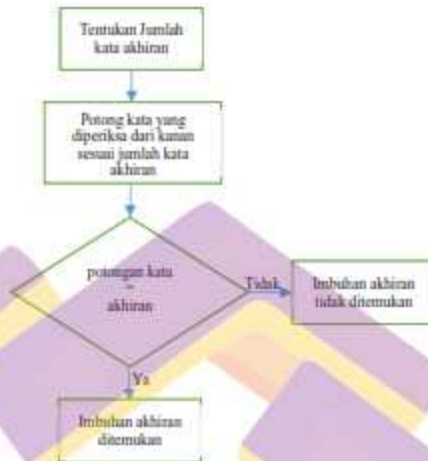 Tentukan Jumlah
kata akhiran
Potong kata yang
diperiksa dari kanan
sesuai jumlah kata
akhiran
potongan kata
=
akhiran
Tidak
Imbuhan akhiran
tidak ditemukan
Ya
Imbuhan akhiran
ditemukan